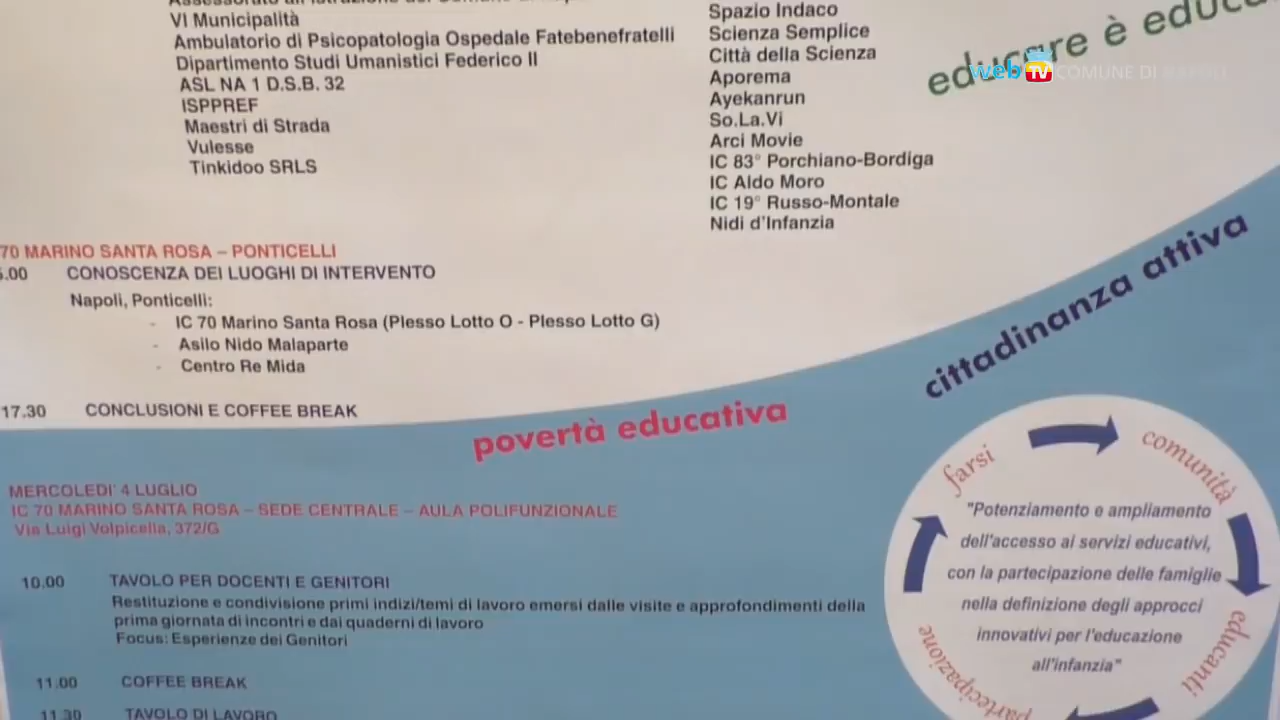 VI Municipalità
Ambulatorio di Psicopatologia Ospedale Fatebenefratelli
Dipartimento Studi Umanistici Federico II
ASL NA 1 D.S.B. 32
ISPPREF
Maestri di Strada
Vulesse
Tinkidoo SRLS
Spazio Indaco
Scienza Semplice
Città della Scienza
Aporema
Ayekanrun
So.La.Vi
Arci Movie
IC 83° Porchiano-Bordiga
IC Aldo Moro
IC 19° Russo-Montale
Nidi d'Infanzia
educare è
web TV COMUNE DI NAPOLI
70 MARINO SANTA ROSA – PONTICELLI
.00 CONOSCENZA DEI LUOGHI DI INTERVENTO
Napoli, Ponticelli:
- IC 70 Marino Santa Rosa (Plesso Lotto O - Plesso Lotto G)
- Asilo Nido Malaparte
- Centro Re Mida
17.30 CONCLUSIONI E COFFEE BREAK
povertà educativa
cittadinanza attiva
MERCOLEDI' 4 LUGLIO
IC 70 MARINO SANTA ROSA – SEDE CENTRALE – AULA POLIFUNZIONALE
Via Luigi Volpicella, 372/G
10.00 TAVOLO PER DOCENTI E GENITORI
Restituzione e condivisione primi indizi/temi di lavoro emersi dalle visite e approfondimenti della
prima giornata di incontri e dai quaderni di lavoro
Focus: Esperienze dei Genitori
11.00 COFFEE BREAK
11.30 TAVOLO DI LAVORO
farsi
comunità
educanti
partecipazione
"Potenziamento e ampliamento
dell'accesso ai servizi educativi,
con la partecipazione delle famiglie
nella definizione degli approcci
innovativi per l'educazione
all'infanzia"